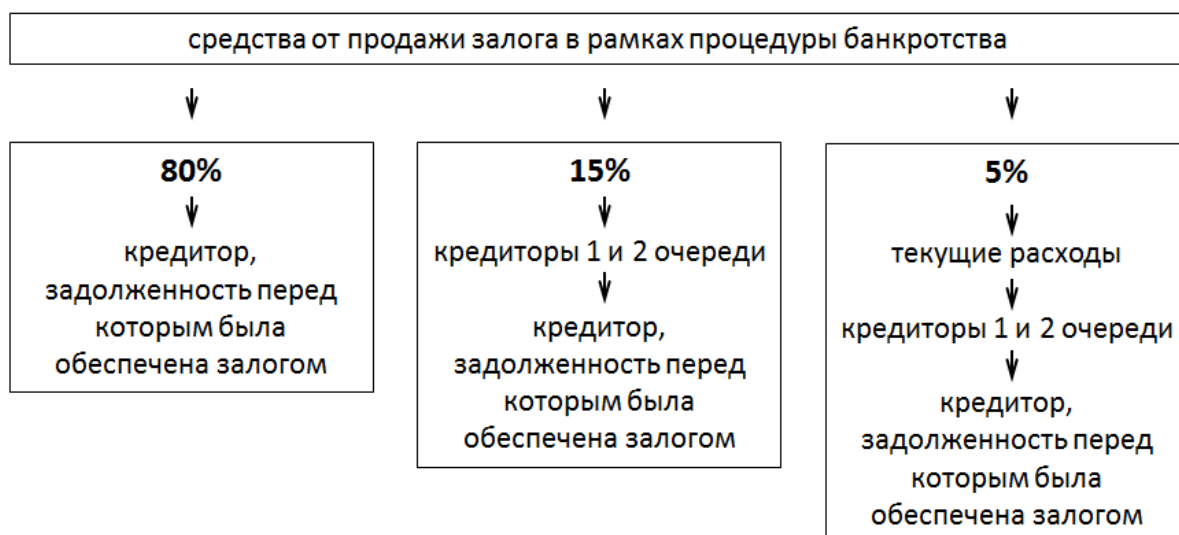 средства от продажи залога в рамках процедуры банкротства
80%
кредитор,
задолженность перед
которым была
обеспечена залогом
15%
кредиторы 1 и 2 очереди
кредитор,
задолженность перед
которым была
обеспечена залогом
5%
текущие расходы
кредиторы 1 и 2 очереди
кредитор,
задолженность перед
которым была
обеспечена залогом